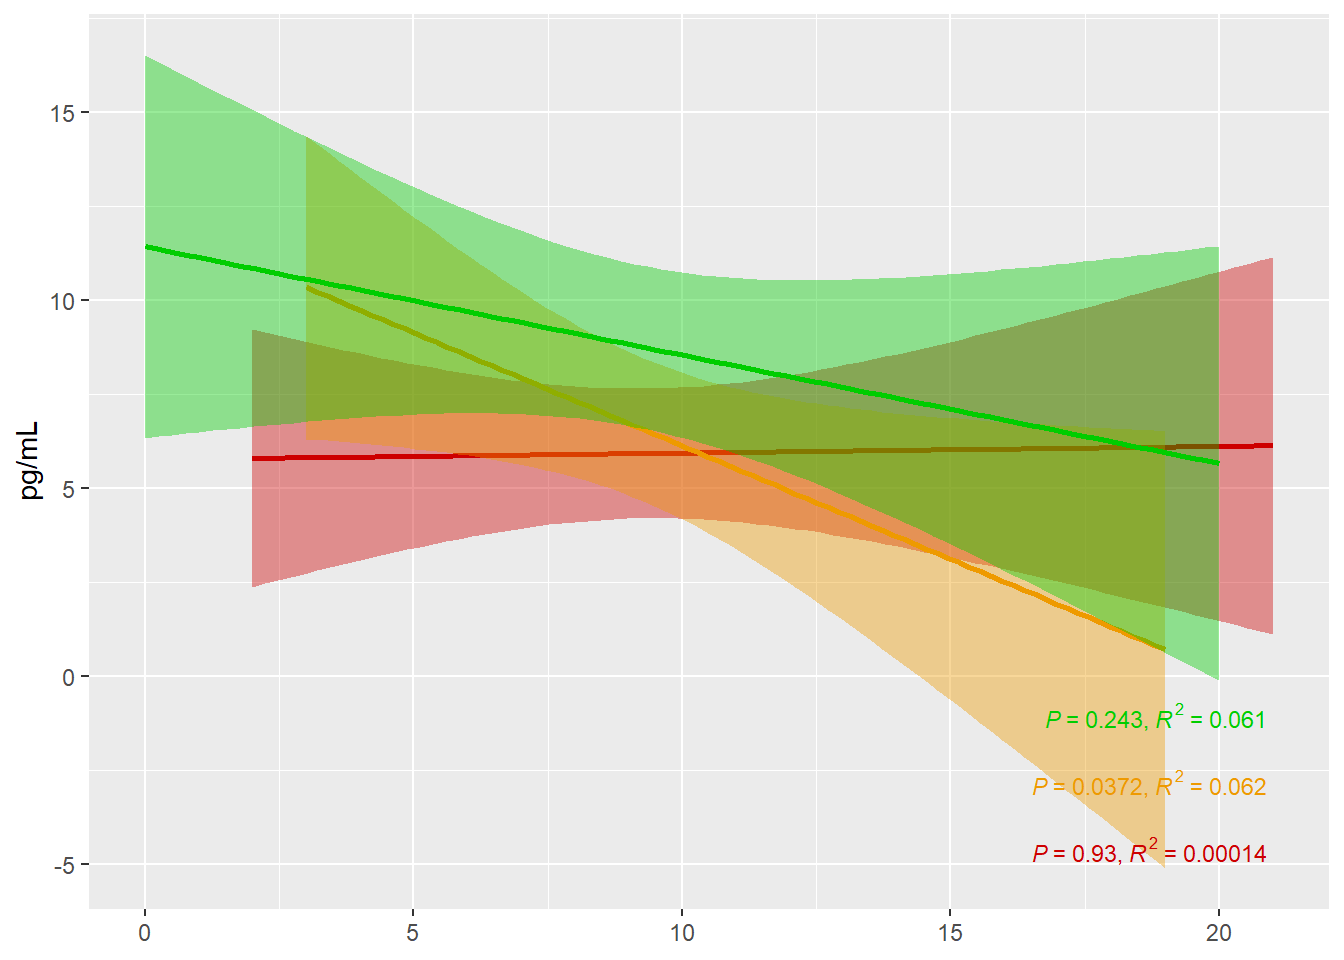 15
10
5
0
-5
pg/mL
P = 0.243, R² = 0.061
P = 0.0372, R² = 0.062
P = 0.93, R² = 0.00014
0 5 10 15 20